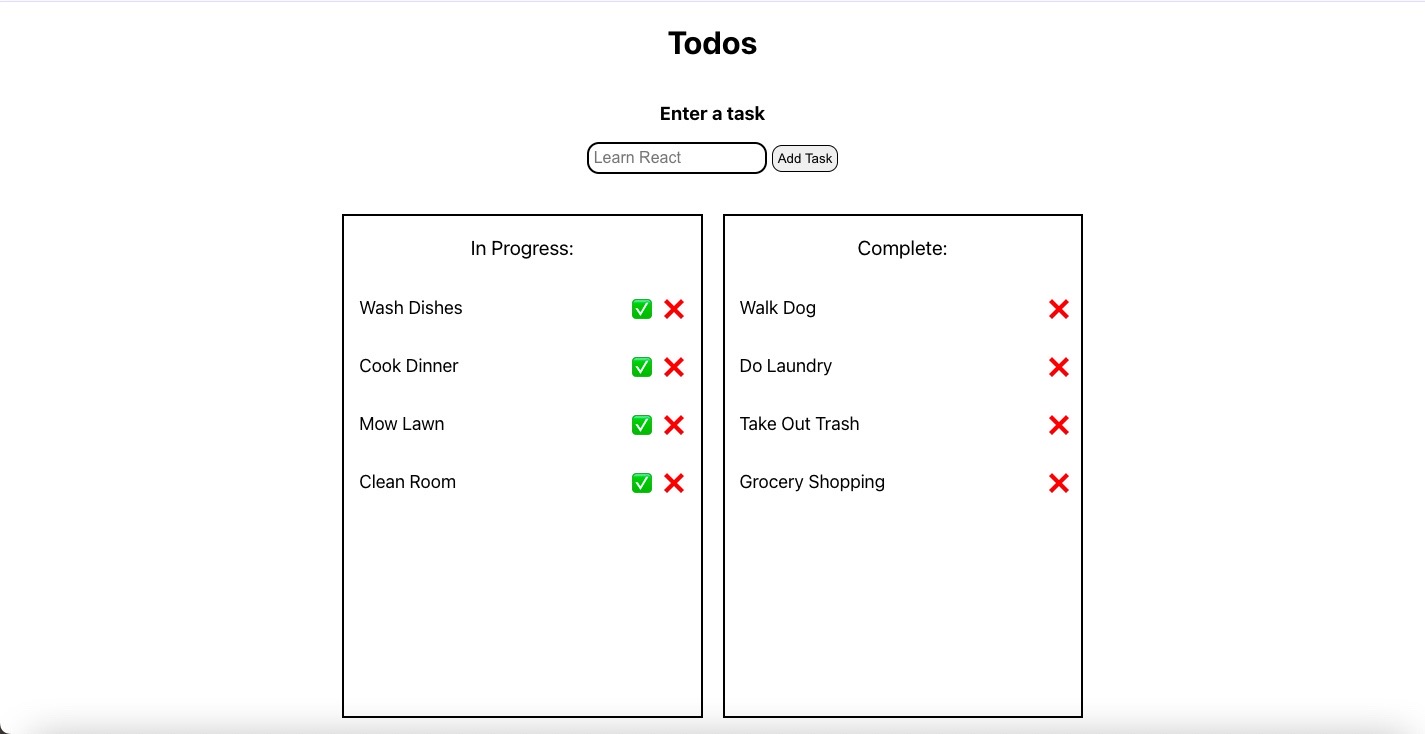 Todos
Enter a task
Learn React
Add Task
In Progress:
Wash Dishes
Cook Dinner
Mow Lawn
Clean Room
Complete:
Walk Dog
Do Laundry
Take Out Trash
Grocery Shopping